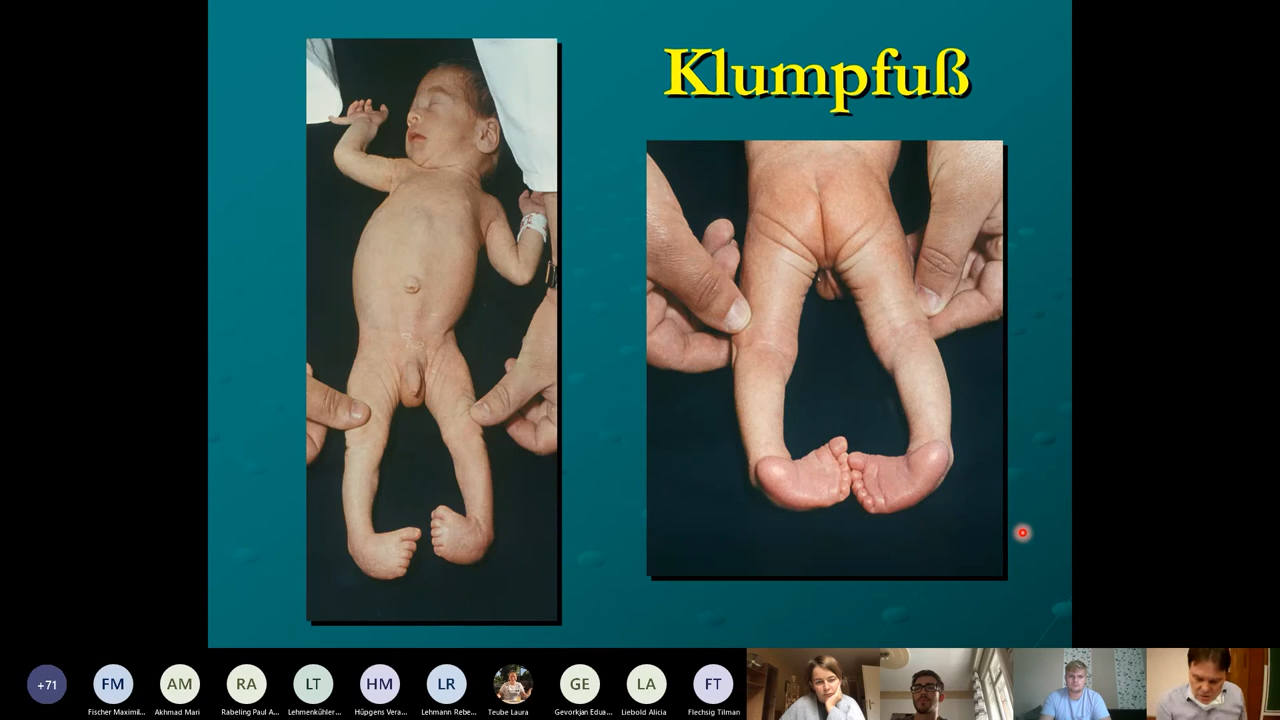 Klumpfuß
+71
FM
AM
RA
LT
HM
LR
GE
LA
FT
Fischer Maximil...
Akhmad Mari
Rabeling Paul A...
Lehmenkühler...
Hüpgens Vera...
Lehmann Rebe...
Teube Laura
Gevorkjan Edua...
Liebold Alicia
Flechsig Tilman